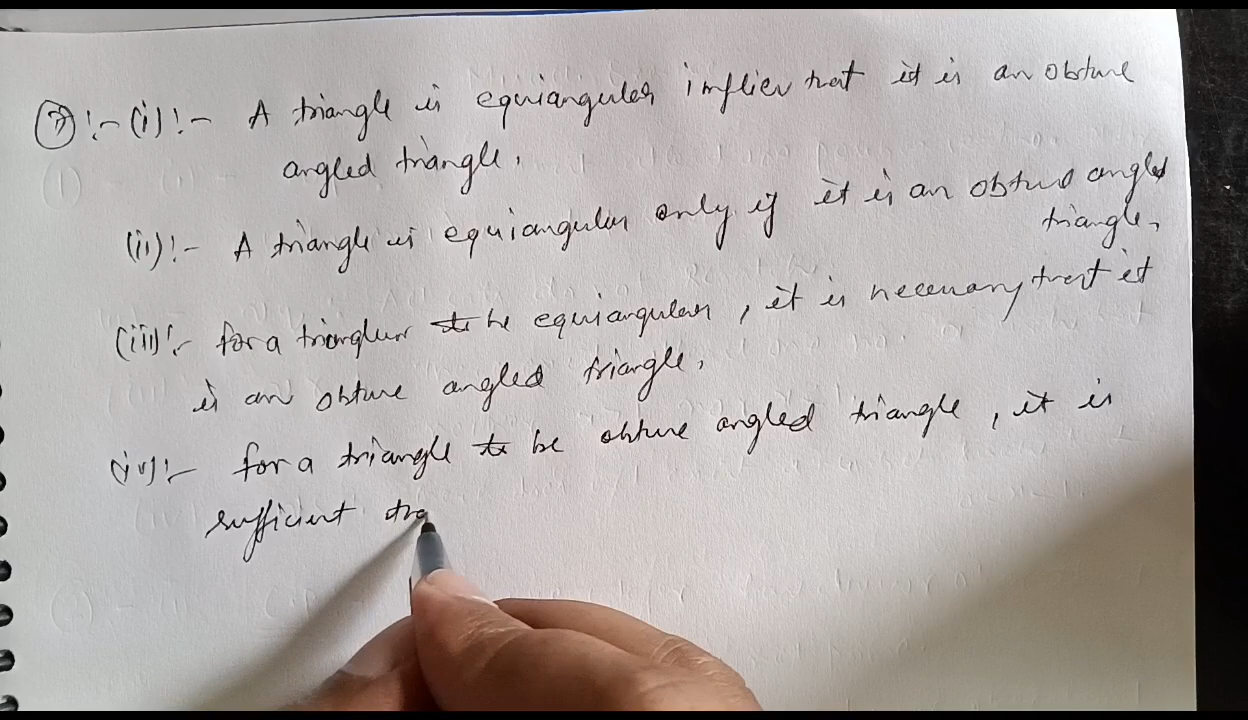 (7):- (i):- A triangle is equiangular implies that it is an obtuse
angled triangle.
(ii):- A triangle is equiangular only if it is an obtuse angled
triangle.
(iii):- for a triangle to be equiangular, it is necessary that it
is an obtuse angled triangle.
(iv):- for a triangle to be obtuse angled triangle, it is
sufficient tha